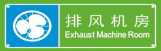 排风机房
Exhaust Machine Room